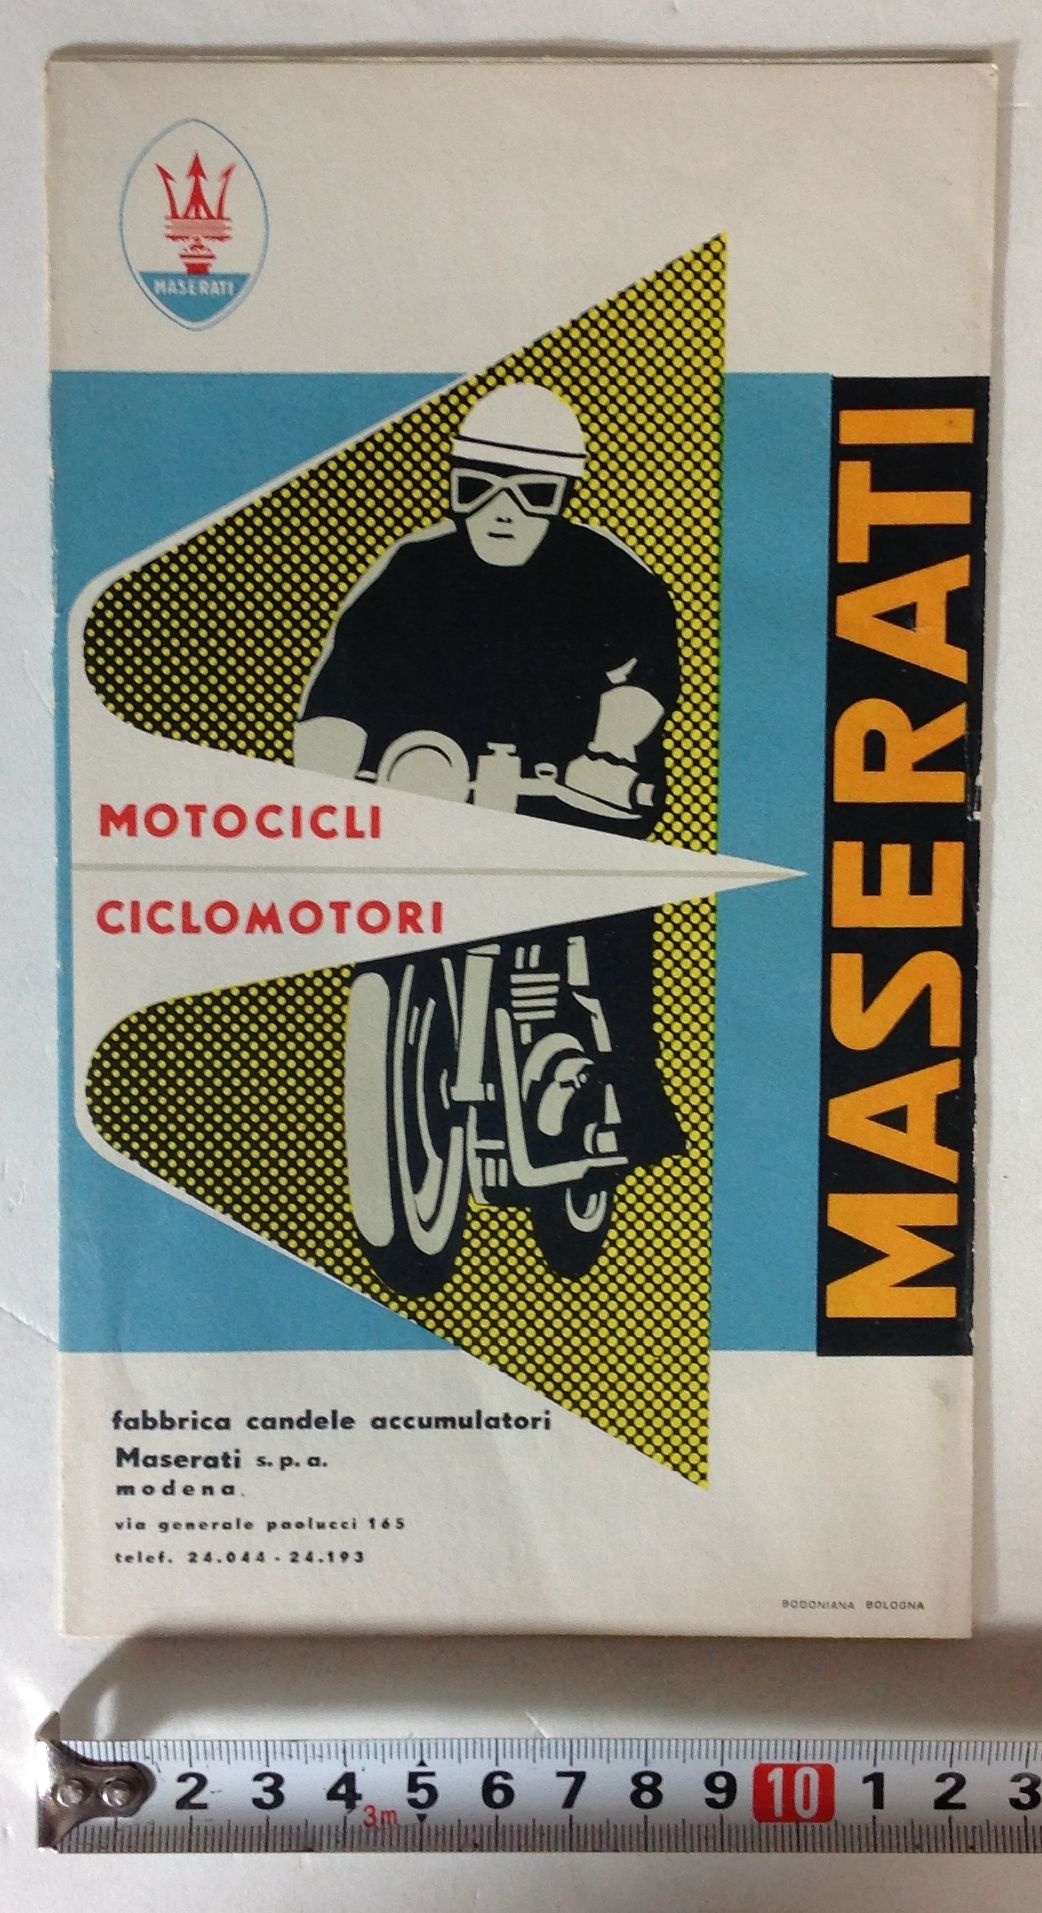 MASERATI
MASERATI
MOTOCICLI
CICLOMOTORI
fabbrica candele accumulatori
Maserati s.p.a.
modena.
via generale paolucci 165
telef. 24.044 - 24.193
BODONIANA BOLOGNA
2 3 4 5 6 7 8 9 10 1 2 3
3m